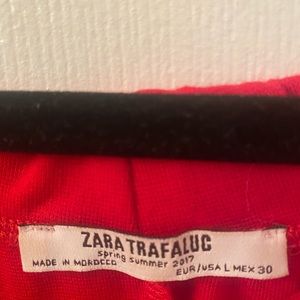 ZARA TRAFALUC
spring summer 2017
MADE IN MOROCCO
EUR/USA L MEX 30